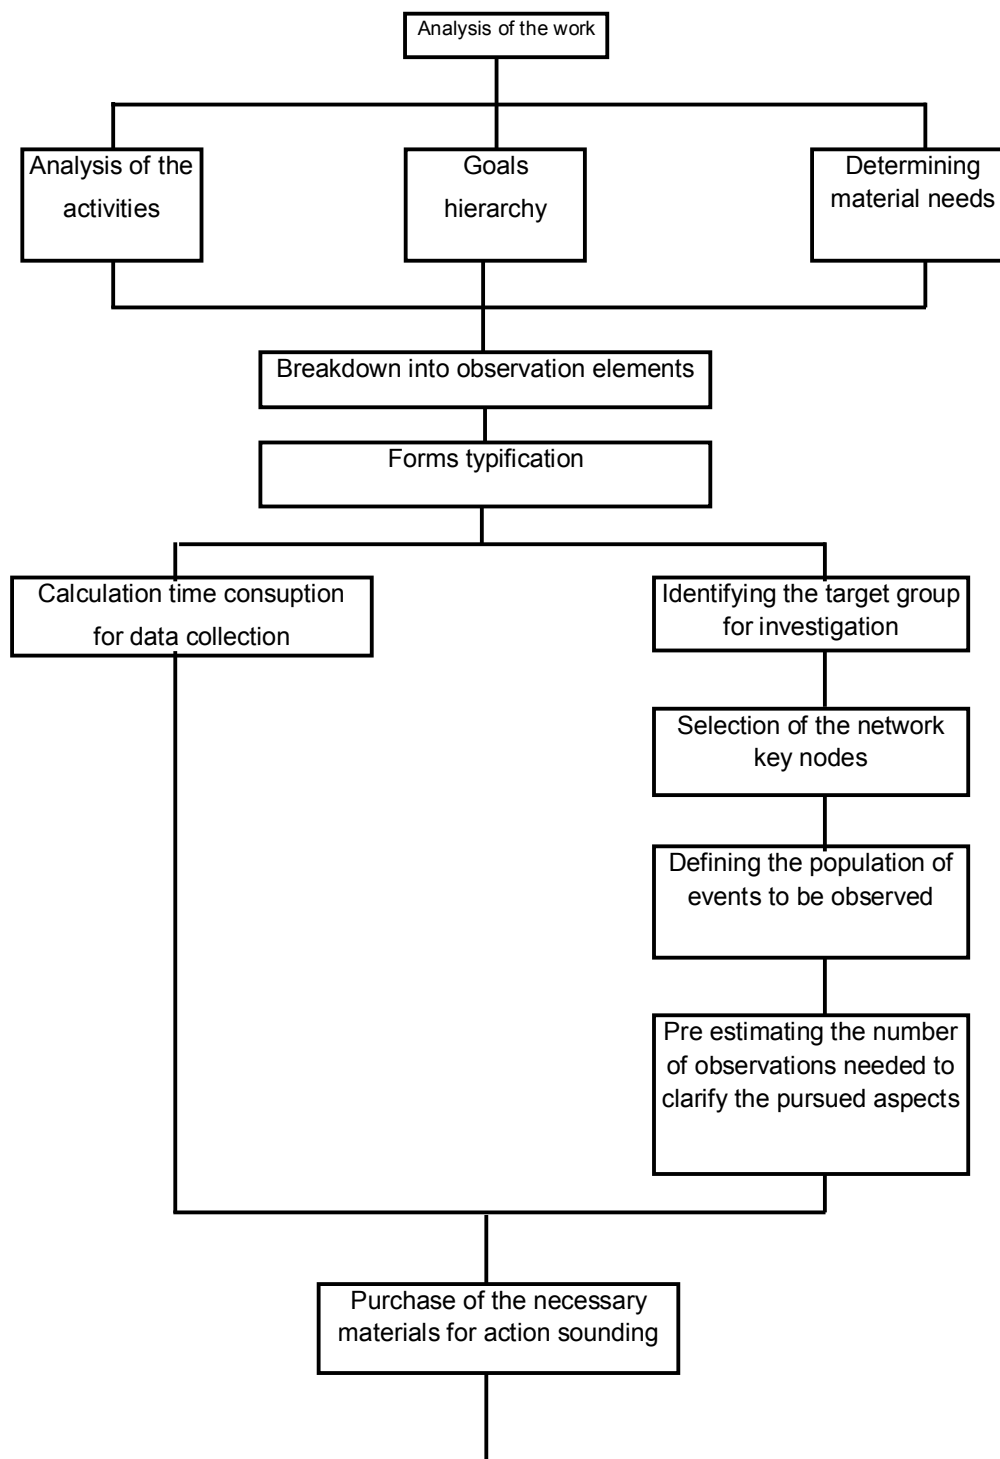 Analysis of the work
Analysis of the
activities
Goals
hierarchy
Determining
material needs
Breakdown into observation elements
Forms typification
Calculation time consuption
for data collection
Identifying the target group
for investigation
Selection of the network
key nodes
Defining the population of
events to be observed
Pre estimating the number
of observations needed to
clarify the pursued aspects
Purchase of the necessary
materials for action sounding